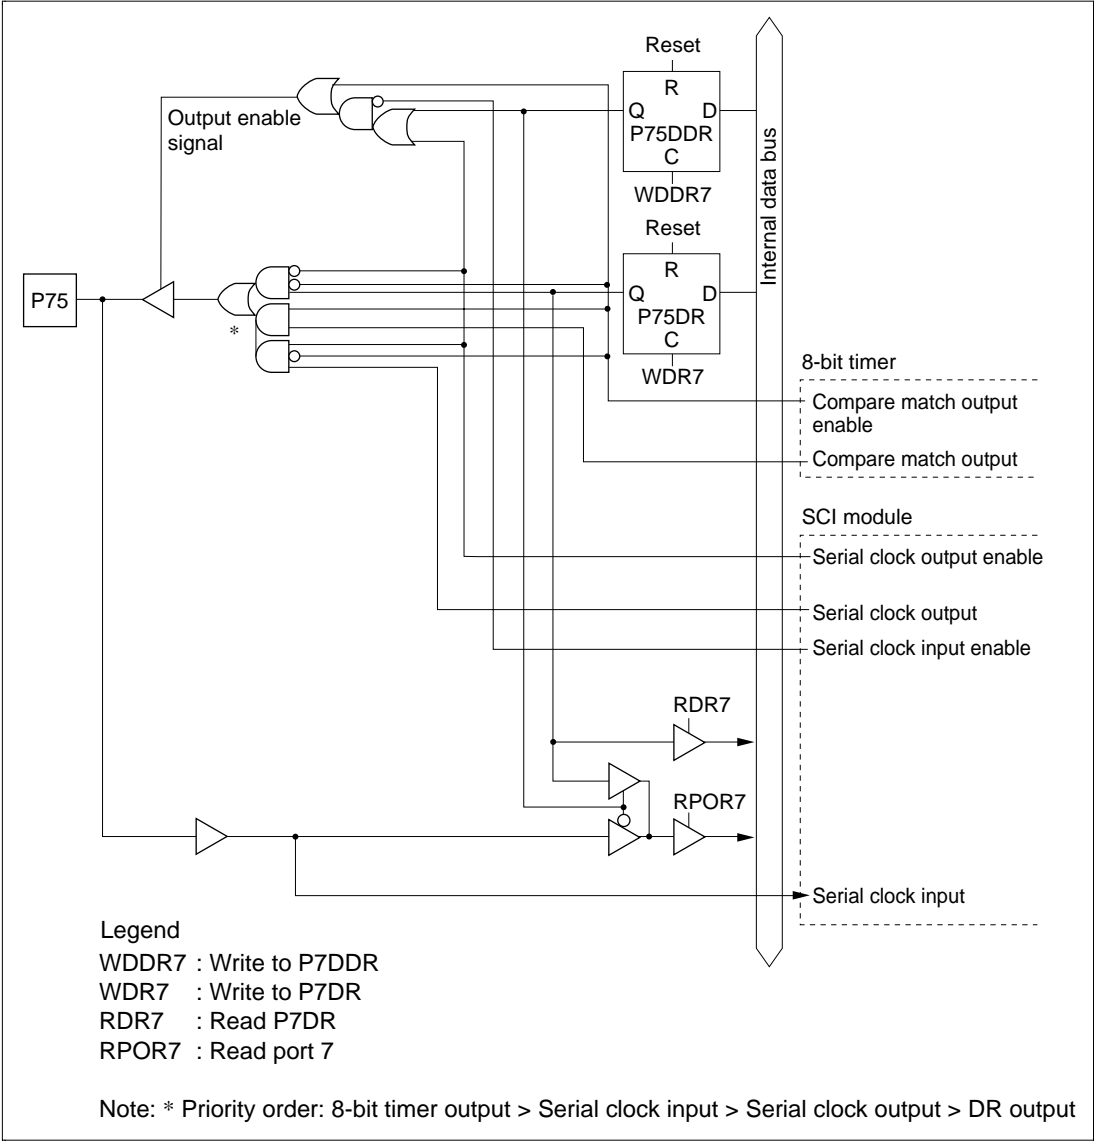 Reset
R
Q D
P75DDR
C
WDDR7
Output enable
signal
Internal data bus
Reset
R
Q D
P75DR
C
WDR7
P75
*
8-bit timer
Compare match output
enable
Compare match output
SCI module
Serial clock output enable
Serial clock output
Serial clock input enable
RDR7
RPOR7
Serial clock input
Legend
WDDR7 : Write to P7DDR
WDR7 : Write to P7DR
RDR7 : Read P7DR
RPOR7 : Read port 7
Note: * Priority order: 8-bit timer output > Serial clock input > Serial clock output > DR output